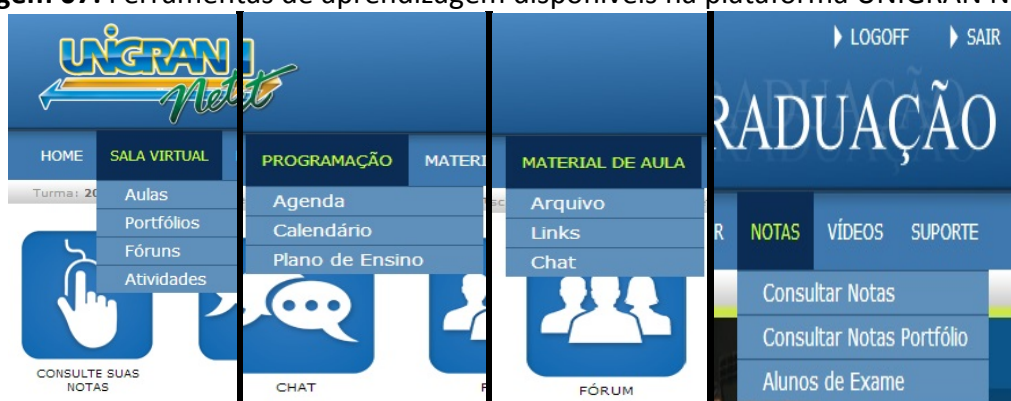 Ferramentas de aprendizagem disponíveis na plataforma UNIGRAN N
UNIGRAN
Nett
HOME SALA VIRTUAL
Turma: 20
Aulas
Portfólios
Fóruns
Atividades
CONSULTE SUAS
NOTAS
PROGRAMAÇÃO MATERI
Agenda
Calendário
Plano de Ensino
CHAT
MATERIAL DE AULA
Arquivo
Links
Chat
FÓRUM
LOGOFF SAIR
RADUAÇÃO
R NOTAS VÍDEOS SUPORTE
Consultar Notas
Consultar Notas Portfólio
Alunos de Exame